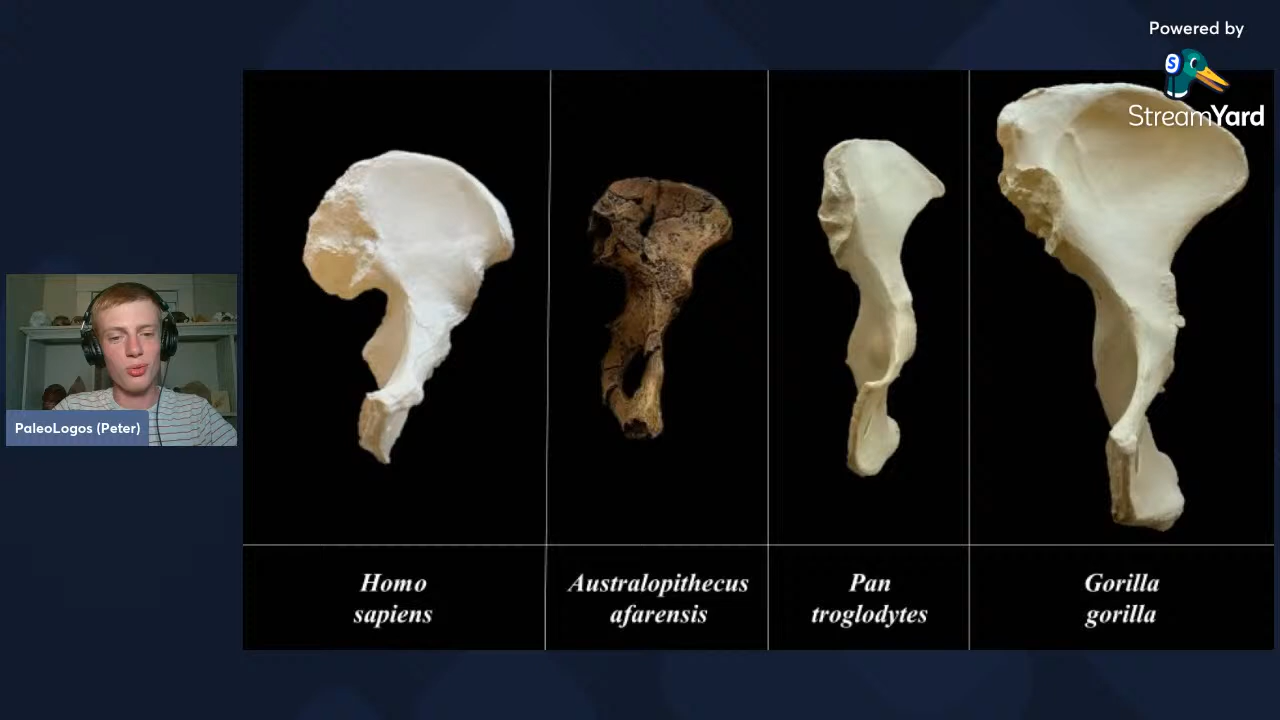 Powered by
S
StreamYard
PaleoLogos (Peter)
Homo
sapiens
Australopithecus
afarensis
Pan
troglodytes
Gorilla
gorilla